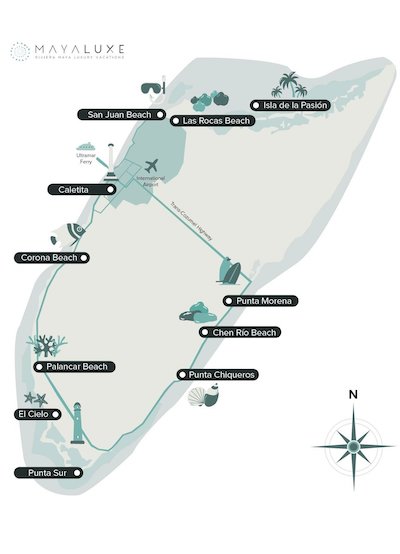 MAYALUXE
RIVIERA MAYA LUXURY VACATIONS
San Juan Beach
Las Rocas Beach
Isla de la Pasión
Ultramar
Ferry
International
Airport
Caletita
Trans Cozumel Highway
Corona Beach
Punta Morena
Chen Río Beach
Palancar Beach
Punta Chiqueros
El Cielo
Punta Sur
N